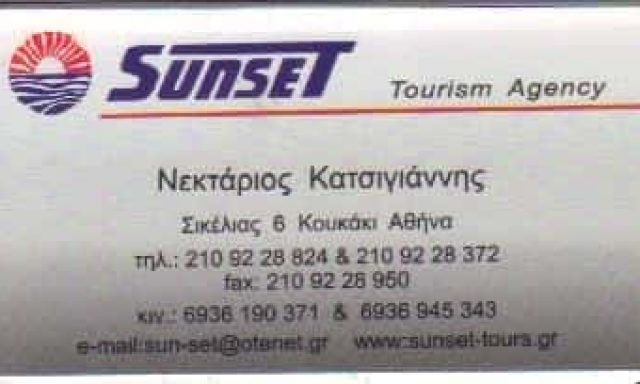 SUNSET Tourism Agency
Νεκτάριος Κατσιγιάννης
Σικέλιας 6 Κουκάκι Αθήνα
τηλ.: 210 92 28 824 & 210 92 28 372
fax: 210 92 28 950
κιν.: 6936 190 371 & 6936 945 343
e-mail:sun-set@otenet.gr www:sunset-tours.gr